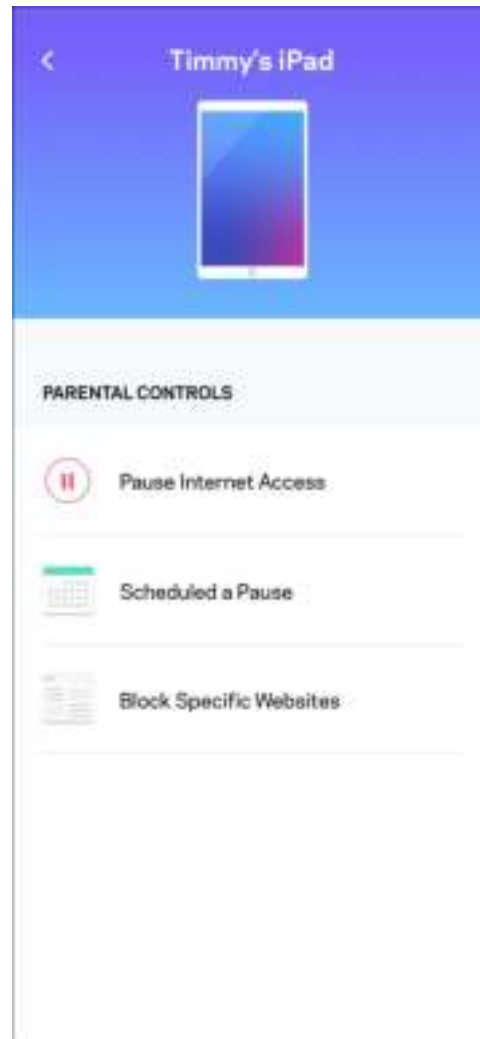 Timmy's iPad
PARENTAL CONTROLS
Pause Internet Access
Scheduled a Pause
Block Specific Websites